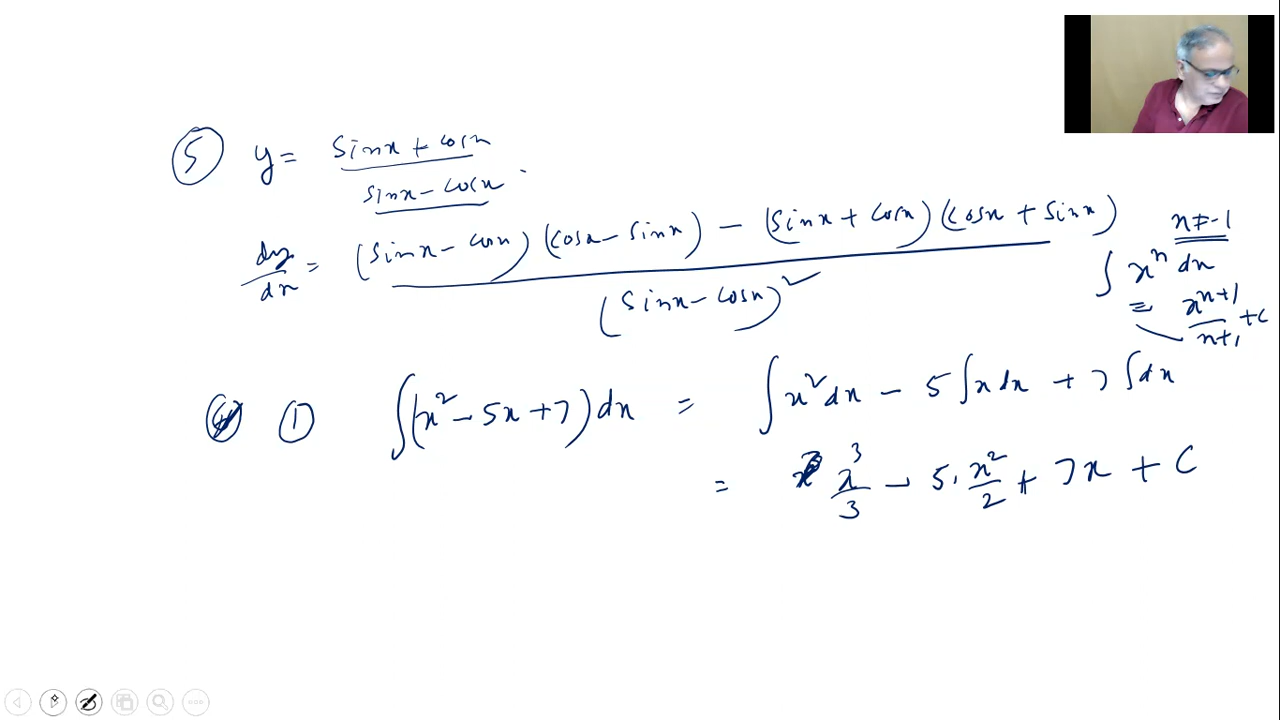 ⑤ y = (sinx + cosx) / (sinx - cosx)
dy/dx = ((sinx - cosx)(cosx - sinx) - (sinx + cosx)(cosx + sinx)) / (sinx - cosx)²
n ≠ -1
∫ xⁿ dx
= xⁿ⁺¹/(n+1) + c
① ∫(x² - 5x + 7) dx = ∫x² dx - 5∫x dx + 7∫dx
= x³/3 - 5·x²/2 + 7x + C